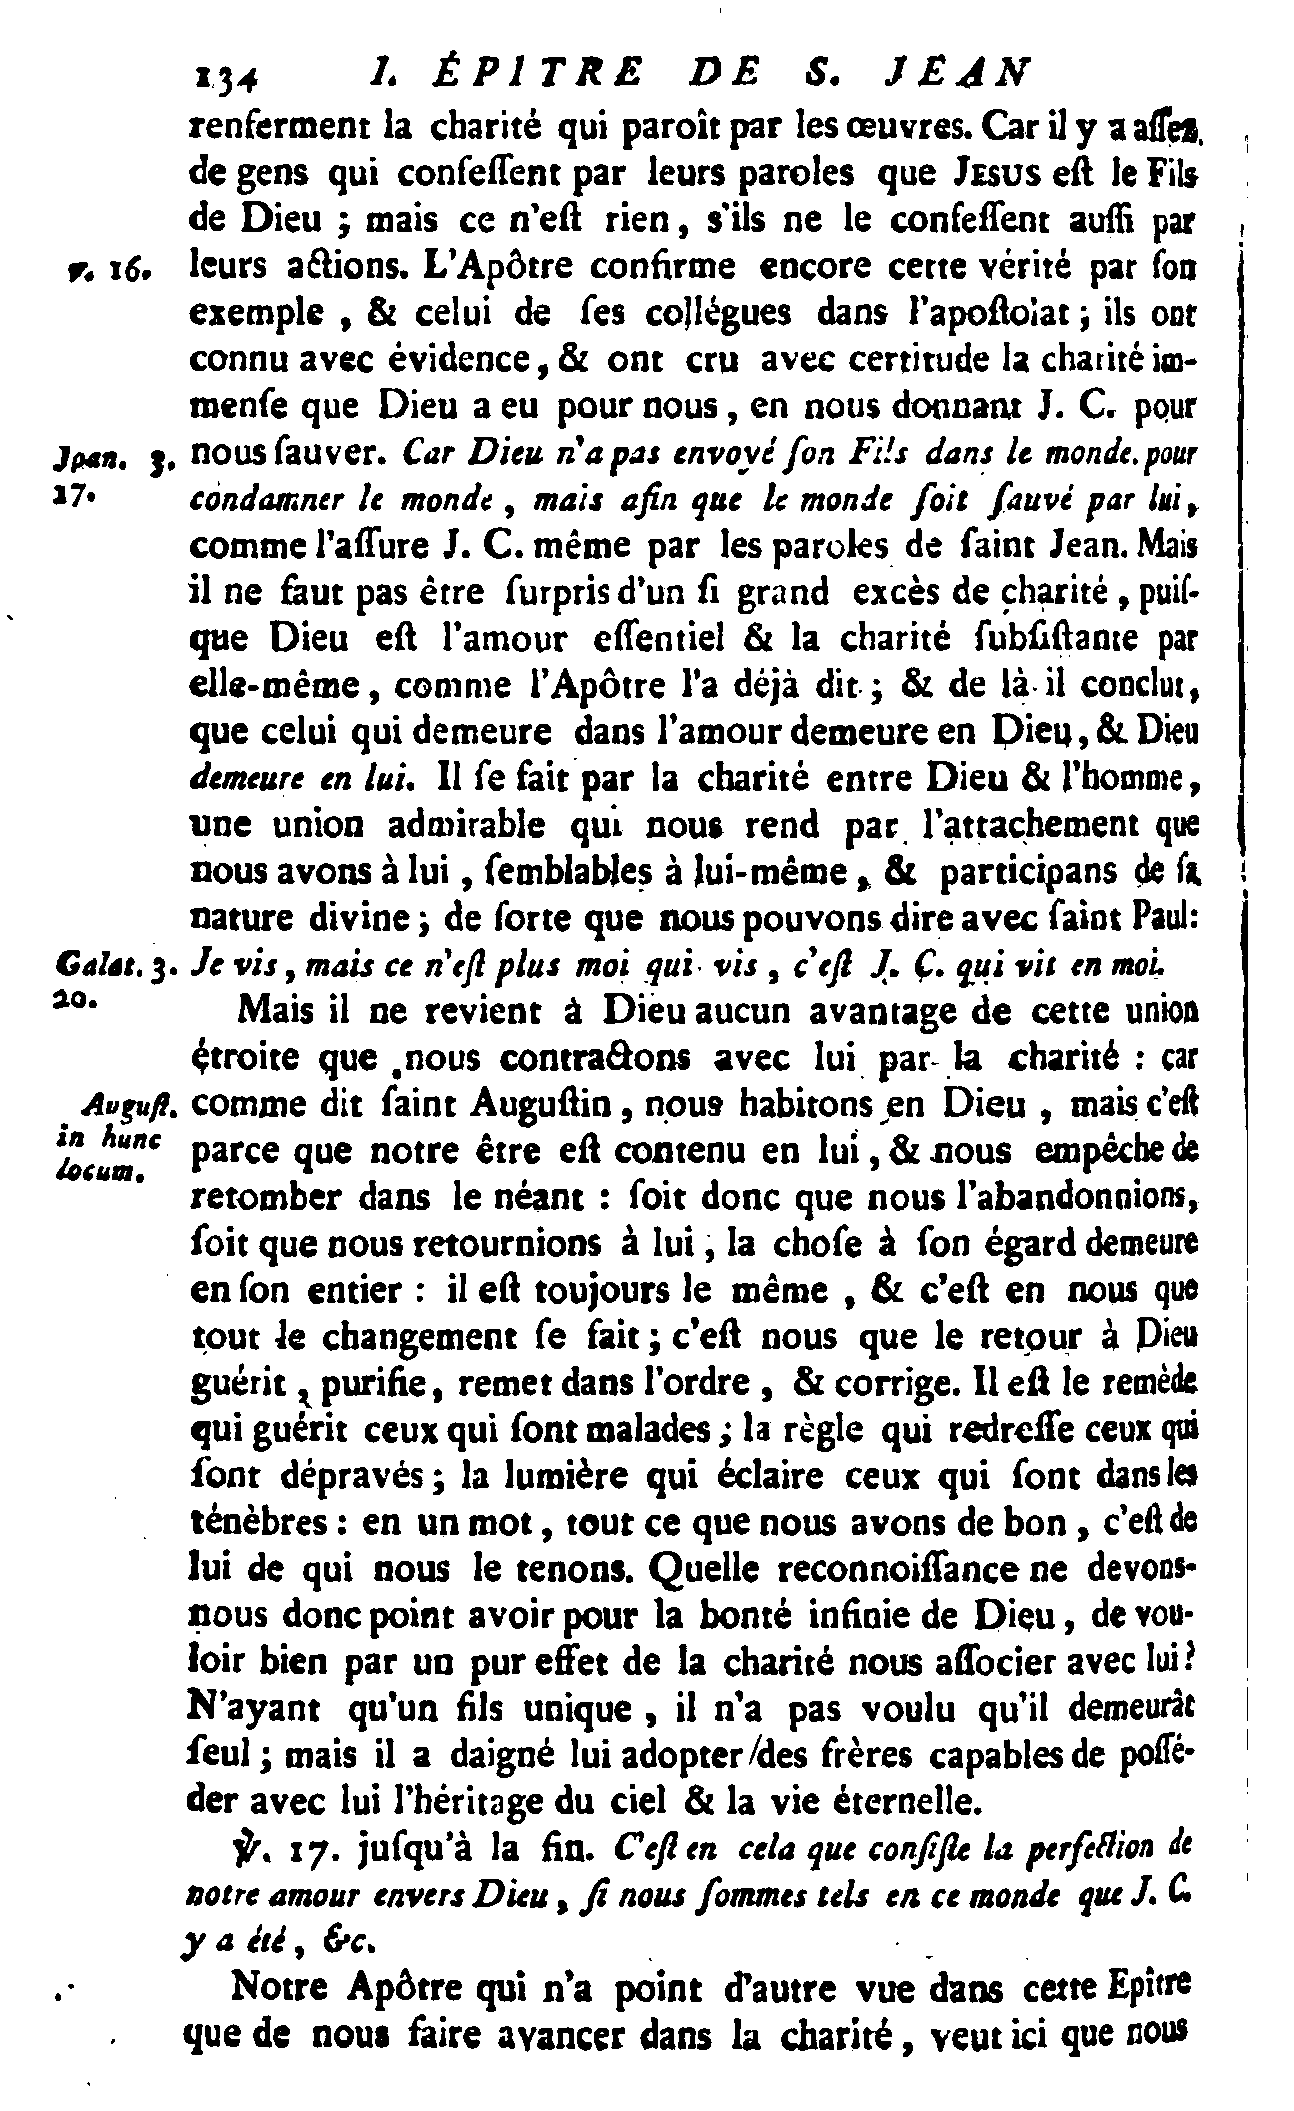 134 I. ÉPITRE DE S. JEAN
renferment la charité qui paroît par les œuvres. Car il y a assez
de gens qui confessent par leurs paroles que JESUS est le Fils
de Dieu ; mais ce n'est rien, s'ils ne le confessent aussi par
v. 16. leurs actions. L'Apôtre confirme encore cette vérité par son
exemple, & celui de ses collégues dans l'apostolat ; ils ont
connu avec évidence, & ont cru avec certitude la charité im-
mense que Dieu a eu pour nous, en nous donnant J. C. pour
Joan. 3. nous sauver. Car Dieu n'a pas envoyé son Fils dans le monde pour
17. condamner le monde, mais afin que le monde soit sauvé par lui,
comme l'assure J. C. même par les paroles de saint Jean. Mais
il ne faut pas être surpris d'un si grand excès de charité, puis-
que Dieu est l'amour essentiel & la charité subsistante par
elle-même, comme l'Apôtre l'a déjà dit ; & de là il conclut,
que celui qui demeure dans l'amour demeure en Dieu, & Dieu
demeure en lui. Il se fait par la charité entre Dieu & l'homme,
une union admirable qui nous rend par l'attachement que
nous avons à lui, semblables à lui-même, & participans de sa
nature divine ; de sorte que nous pouvons dire avec saint Paul:
Galat. 3. Je vis, mais ce n'est plus moi qui vis, c'est J. C. qui vit en moi.
20. Mais il ne revient à Dieu aucun avantage de cette union
étroite que nous contractons avec lui par la charité : car
August. comme dit saint Augustin, nous habitons en Dieu, mais c'est
in hunc parce que notre être est contenu en lui, & nous empêche de
locum. retomber dans le néant : soit donc que nous l'abandonnions,
soit que nous retournions à lui, la chose à son égard demeure
en son entier : il est toujours le même, & c'est en nous que
tout le changement se fait ; c'est nous que le retour à Dieu
guérit, purifie, remet dans l'ordre, & corrige. Il est le remède
qui guérit ceux qui sont malades ; la règle qui redresse ceux qui
sont dépravés ; la lumière qui éclaire ceux qui sont dans les
ténèbres : en un mot, tout ce que nous avons de bon, c'est de
lui de qui nous le tenons. Quelle reconnoissance ne devons-
nous donc point avoir pour la bonté infinie de Dieu, de vou-
loir bien par un pur effet de la charité nous associer avec lui ?
N'ayant qu'un fils unique, il n'a pas voulu qu'il demeurât
seul ; mais il a daigné lui adopter des frères capables de possé-
der avec lui l'héritage du ciel & la vie éternelle.
℣. 17. jusqu'à la fin. C'est en cela que consiste la perfection de
notre amour envers Dieu, si nous sommes tels en ce monde que J. C.
y a été, &c.
Notre Apôtre qui n'a point d'autre vue dans cette Epître
que de nous faire avancer dans la charité, veut ici que nous